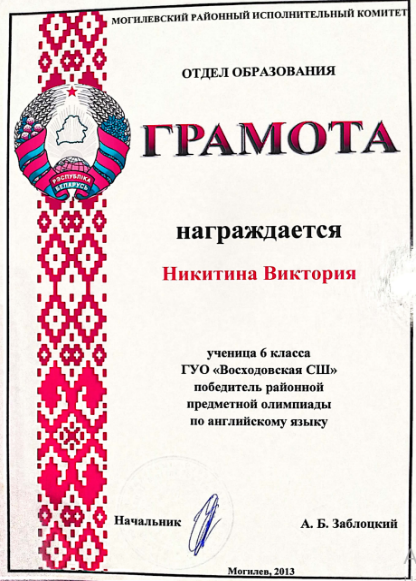 МОГИЛЕВСКИЙ РАЙОННЫЙ ИСПОЛНИТЕЛЬНЫЙ КОМИТЕТ
ОТДЕЛ ОБРАЗОВАНИЯ
ГРАМОТА
РЭСПУБЛІКА
БЕЛАРУСЬ
награждается
Никитина Виктория
ученица 6 класса
ГУО «Восходовская СШ»
победитель районной
предметной олимпиады
по английскому языку
Начальник
А. Б. Заблоцкий
Могилев, 2013